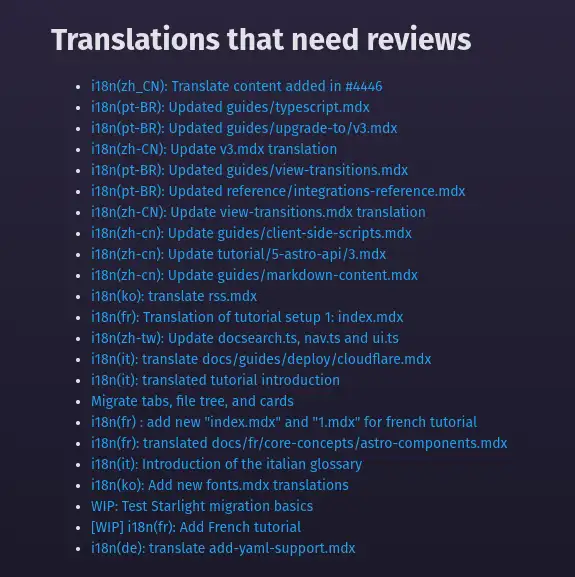 Translations that need reviews
i18n(zh_CN): Translate content added in #4446
i18n(pt-BR): Updated guides/typescript.mdx
i18n(pt-BR): Updated guides/upgrade-to/v3.mdx
i18n(zh-CN): Update v3.mdx translation
i18n(pt-BR): Updated guides/view-transitions.mdx
i18n(pt-BR): Updated reference/integrations-reference.mdx
i18n(zh-CN): Update view-transitions.mdx translation
i18n(zh-cn): Update guides/client-side-scripts.mdx
i18n(zh-cn): Update tutorial/5-astro-api/3.mdx
i18n(zh-cn): Update guides/markdown-content.mdx
i18n(ko): translate rss.mdx
i18n(fr): Translation of tutorial setup 1: index.mdx
i18n(zh-tw): Update docsearch.ts, nav.ts and ui.ts
i18n(it): translate docs/guides/deploy/cloudflare.mdx
i18n(it): translated tutorial introduction
Migrate tabs, file tree, and cards
i18n(fr) : add new "index.mdx" and "1.mdx" for french tutorial
i18n(fr): translated docs/fr/core-concepts/astro-components.mdx
i18n(it): Introduction of the italian glossary
i18n(ko): Add new fonts.mdx translations
WIP: Test Starlight migration basics
[WIP] i18n(fr): Add French tutorial
i18n(de): translate add-yaml-support.mdx